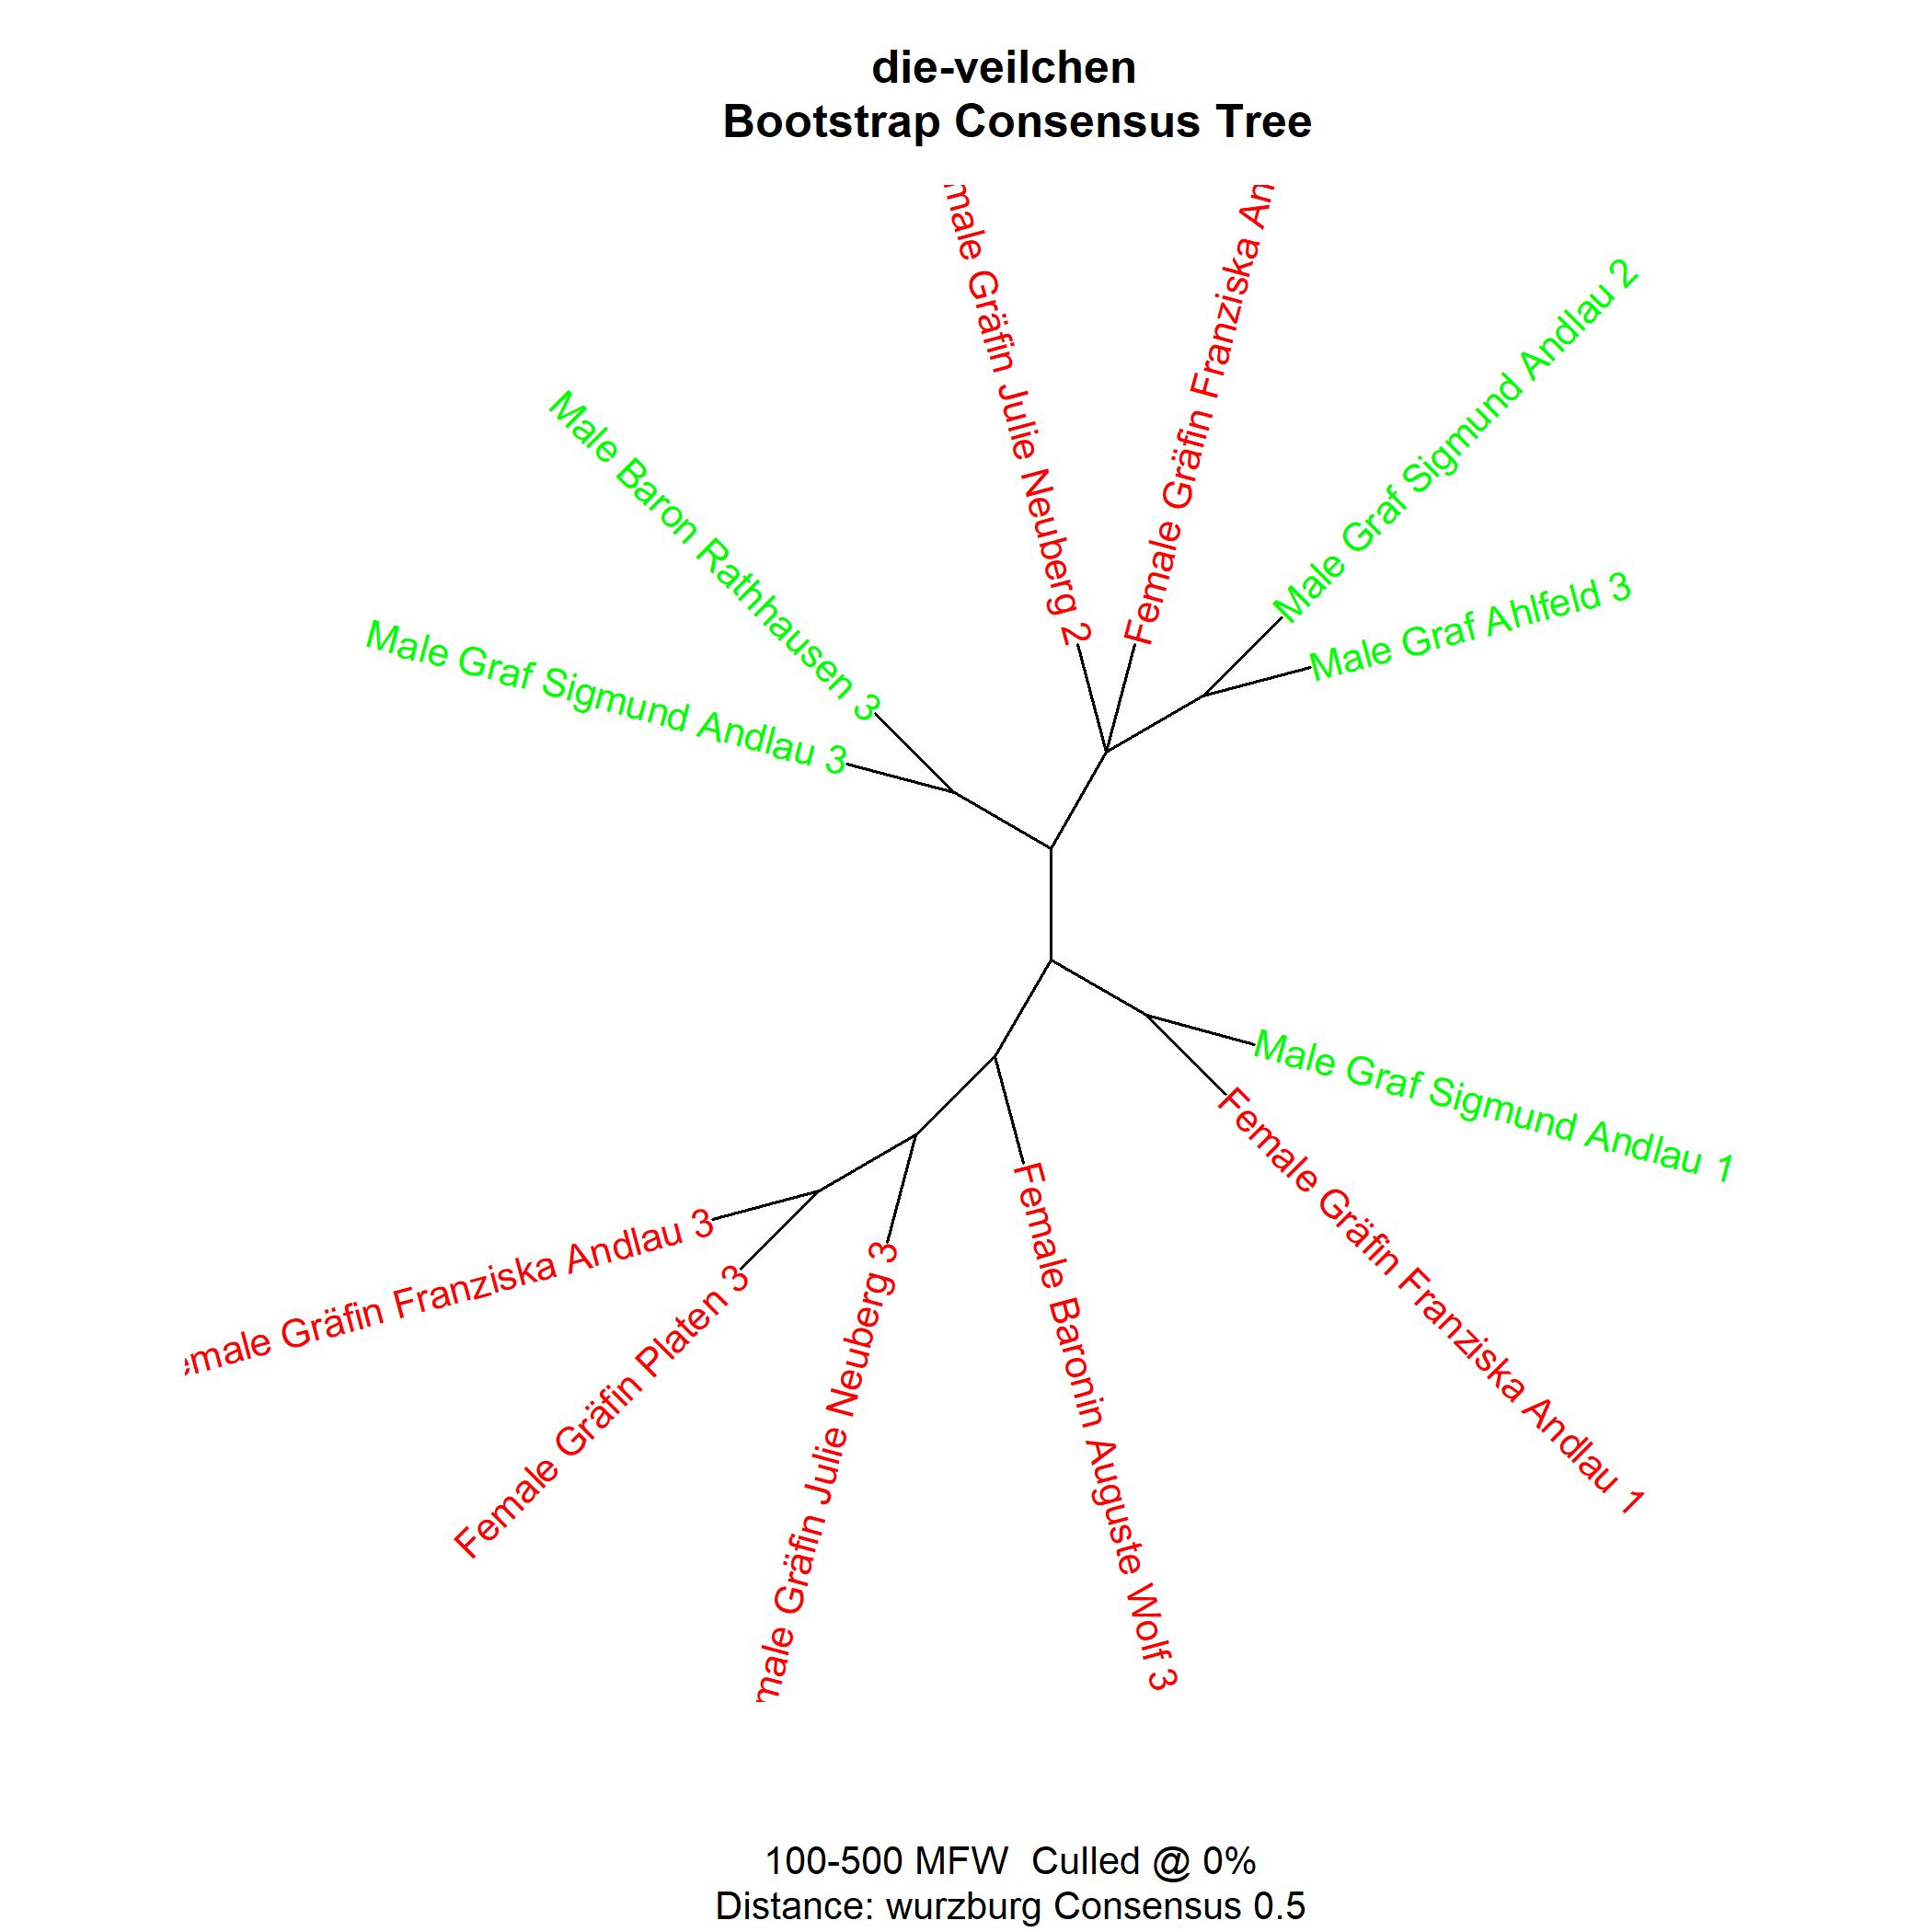 die-veilchen
Bootstrap Consensus Tree
male Gräfin Julie Neuberg 2
Female Gräfin Franziska An
Male Graf Sigmund Andlau 2
Male Graf Ahlfeld 3
Male Baron Rathhausen 3
Male Graf Sigmund Andlau 3
Male Graf Sigmund Andlau 1
Female Gräfin Franziska Andlau 1
emale Gräfin Franziska Andlau 3
Female Gräfin Platen 3
male Gräfin Julie Neuberg 3
Female Baronin Auguste Wolf 3
100-500 MFW Culled @ 0%
Distance: wurzburg Consensus 0.5